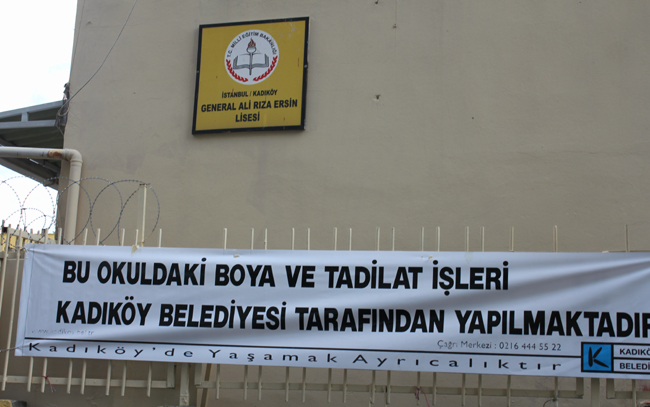 T.C. MİLLİ EĞİTİM BAKANLIĞI
İSTANBUL / KADIKÖY
GENERAL ALİ RIZA ERSİN
LİSESİ
BU OKULDAKİ BOYA VE TADİLAT İŞLERİ
KADIKÖY BELEDİYESİ TARAFINDAN YAPILMAKTADIR
Çağrı Merkezi : 0216 444 55 22
Kadıköy'de Yaşamak Ayrıcalıktır
K
KADIKÖ
BELEDİ